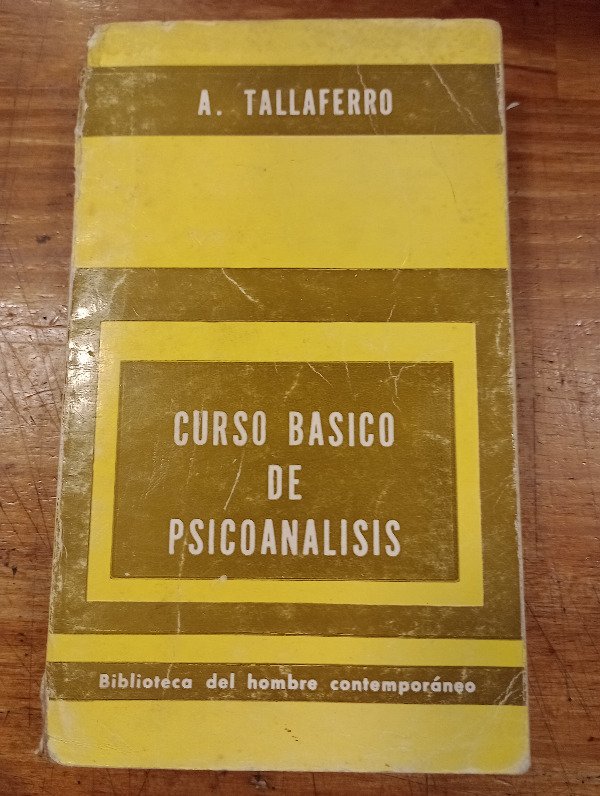 A. TALLAFERRO
CURSO BASICO
DE
PSICOANALISIS
Biblioteca del hombre contemporáneo